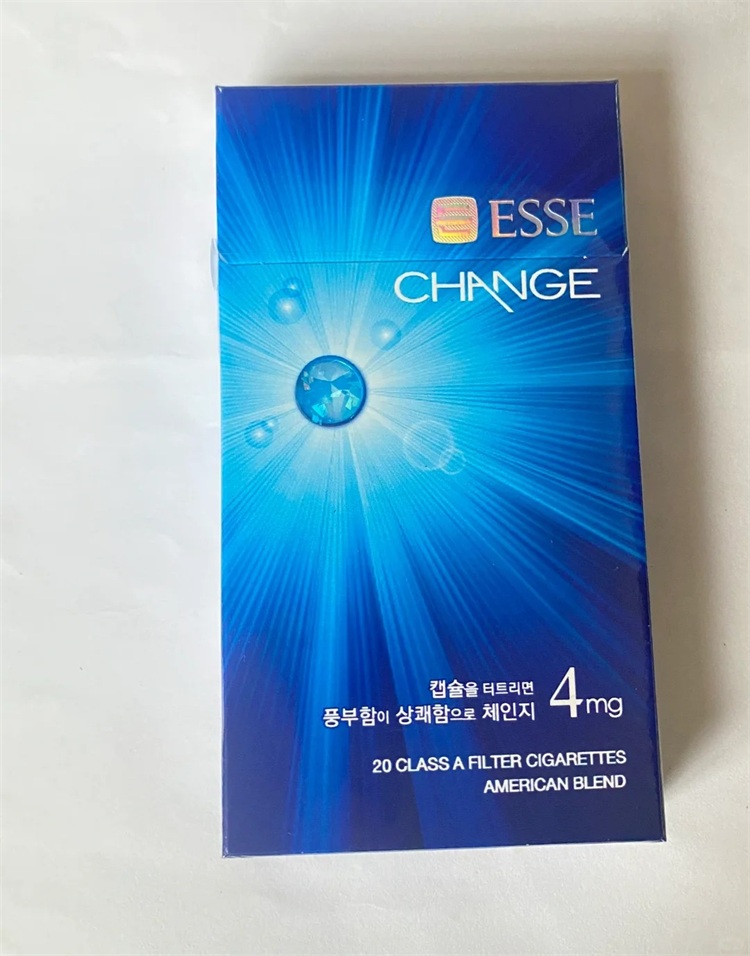 ESSE
CHANGE
캡슐을 터트리면
풍부함이 상쾌함으로 체인지 4mg
20 CLASS A FILTER CIGARETTES
AMERICAN BLEND